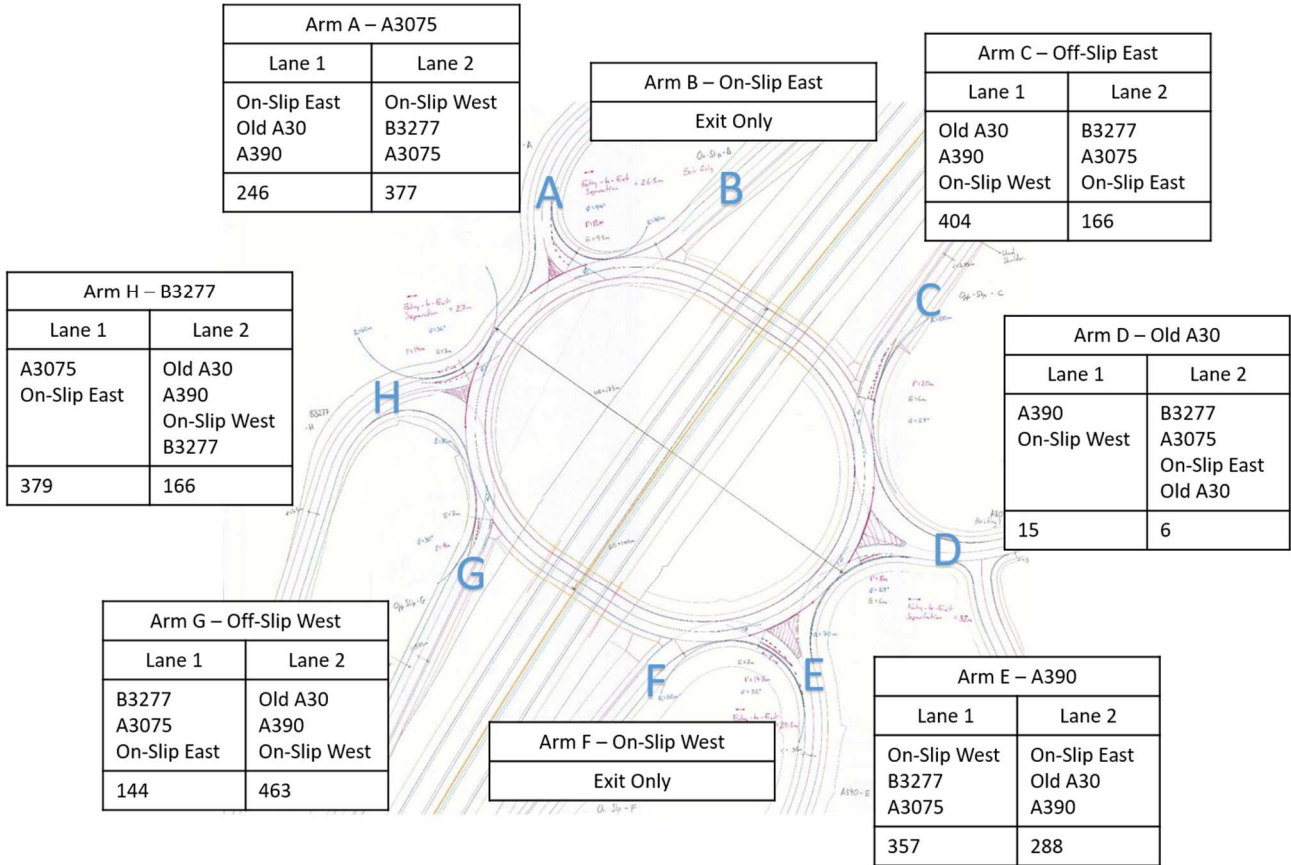 Arm A – A3075
Lane 1 Lane 2
On-Slip East On-Slip West
Old A30 B3277
A390 A3075
246 377
Arm B – On-Slip East
Exit Only
Arm C – Off-Slip East
Lane 1 Lane 2
Old A30 B3277
A390 A3075
On-Slip West On-Slip East
404 166
A
B
Arm H – B3277
Lane 1 Lane 2
A3075 Old A30
On-Slip East A390
On-Slip West
B3277
379 166
C
Arm D – Old A30
Lane 1 Lane 2
A390 B3277
On-Slip West A3075
On-Slip East
Old A30
15 6
H
B3277
D
G
Arm G – Off-Slip West
Lane 1 Lane 2
B3277 Old A30
A3075 A390
On-Slip East On-Slip West
144 463
F
E
Arm F – On-Slip West
Exit Only
Arm E – A390
Lane 1 Lane 2
On-Slip West On-Slip East
B3277 Old A30
A3075 A390
357 288
A390-E